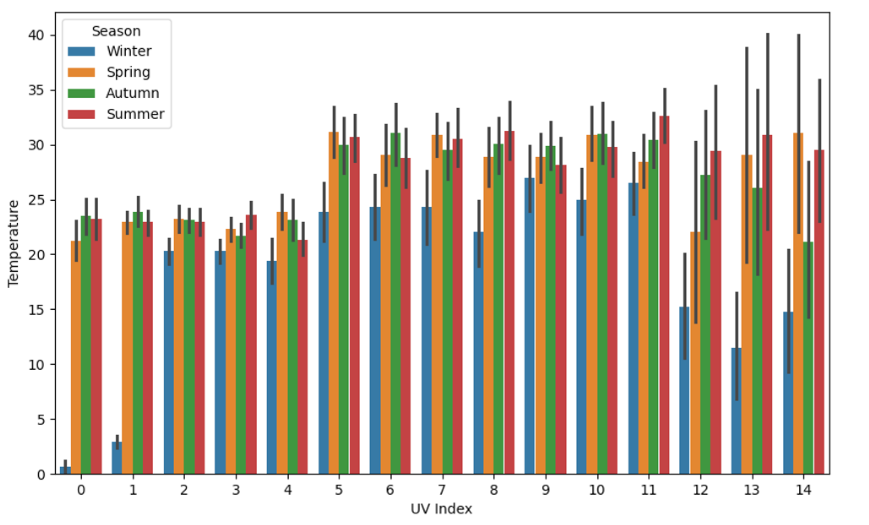 Season
Winter
Spring
Autumn
Summer
40
35
30
25
20
15
10
5
0
Temperature
0 1 2 3 4 5 6 7 8 9 10 11 12 13 14
UV Index